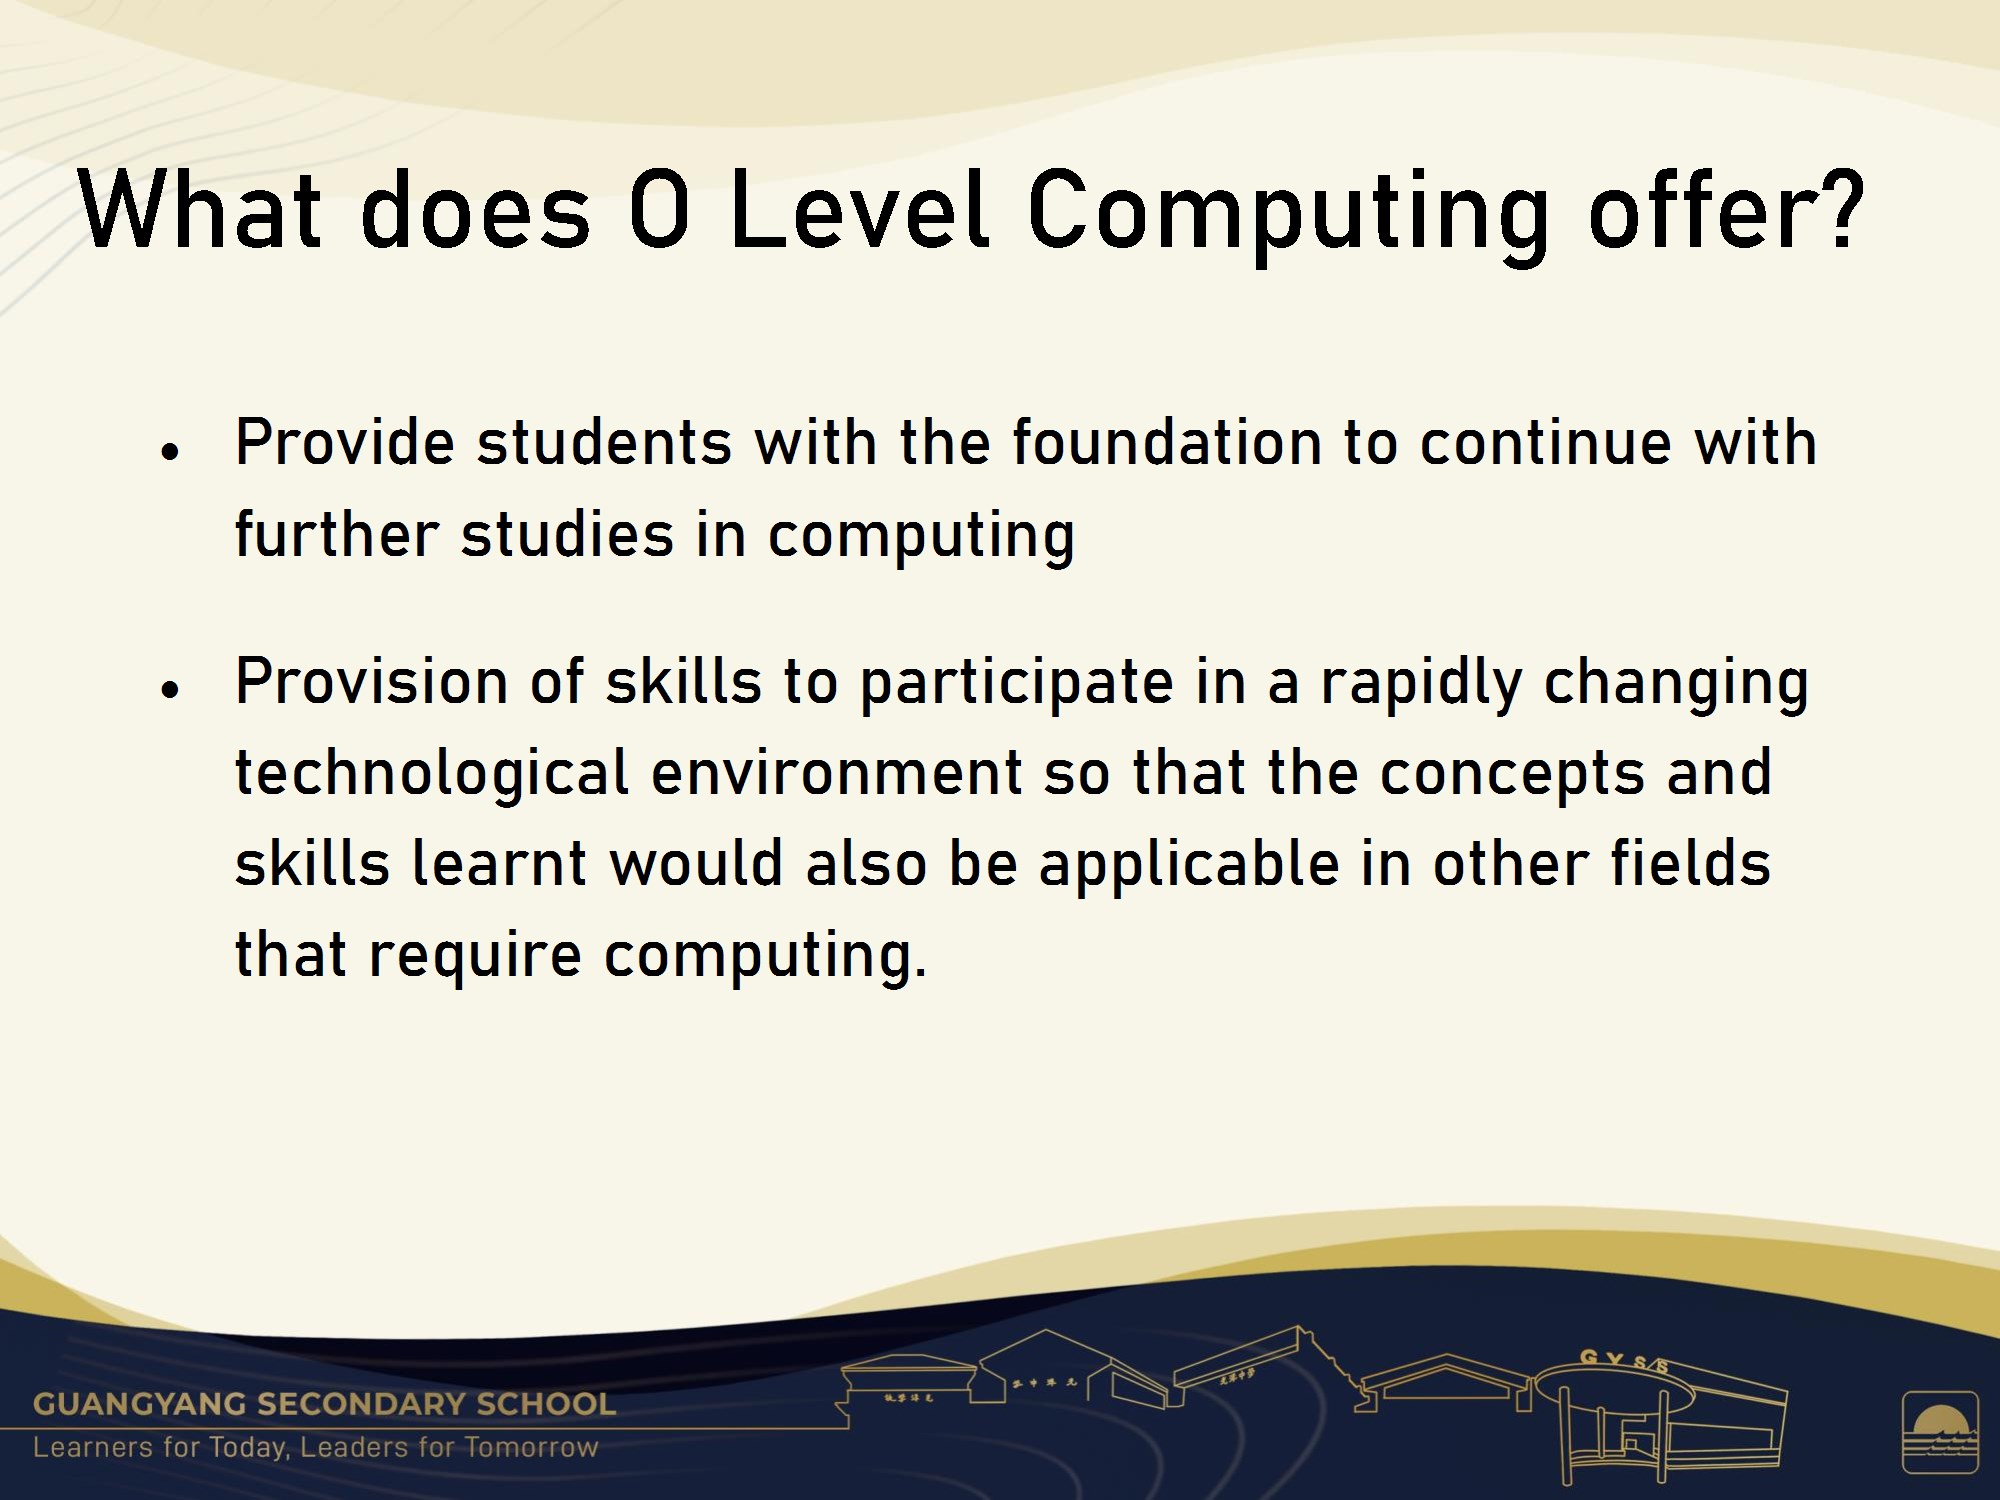 What does O Level Computing offer?
• Provide students with the foundation to continue with
further studies in computing
• Provision of skills to participate in a rapidly changing
technological environment so that the concepts and
skills learnt would also be applicable in other fields
that require computing.
GYSS
GUANGYANG SECONDARY SCHOOL
Learners for Today, Leaders for Tomorrow